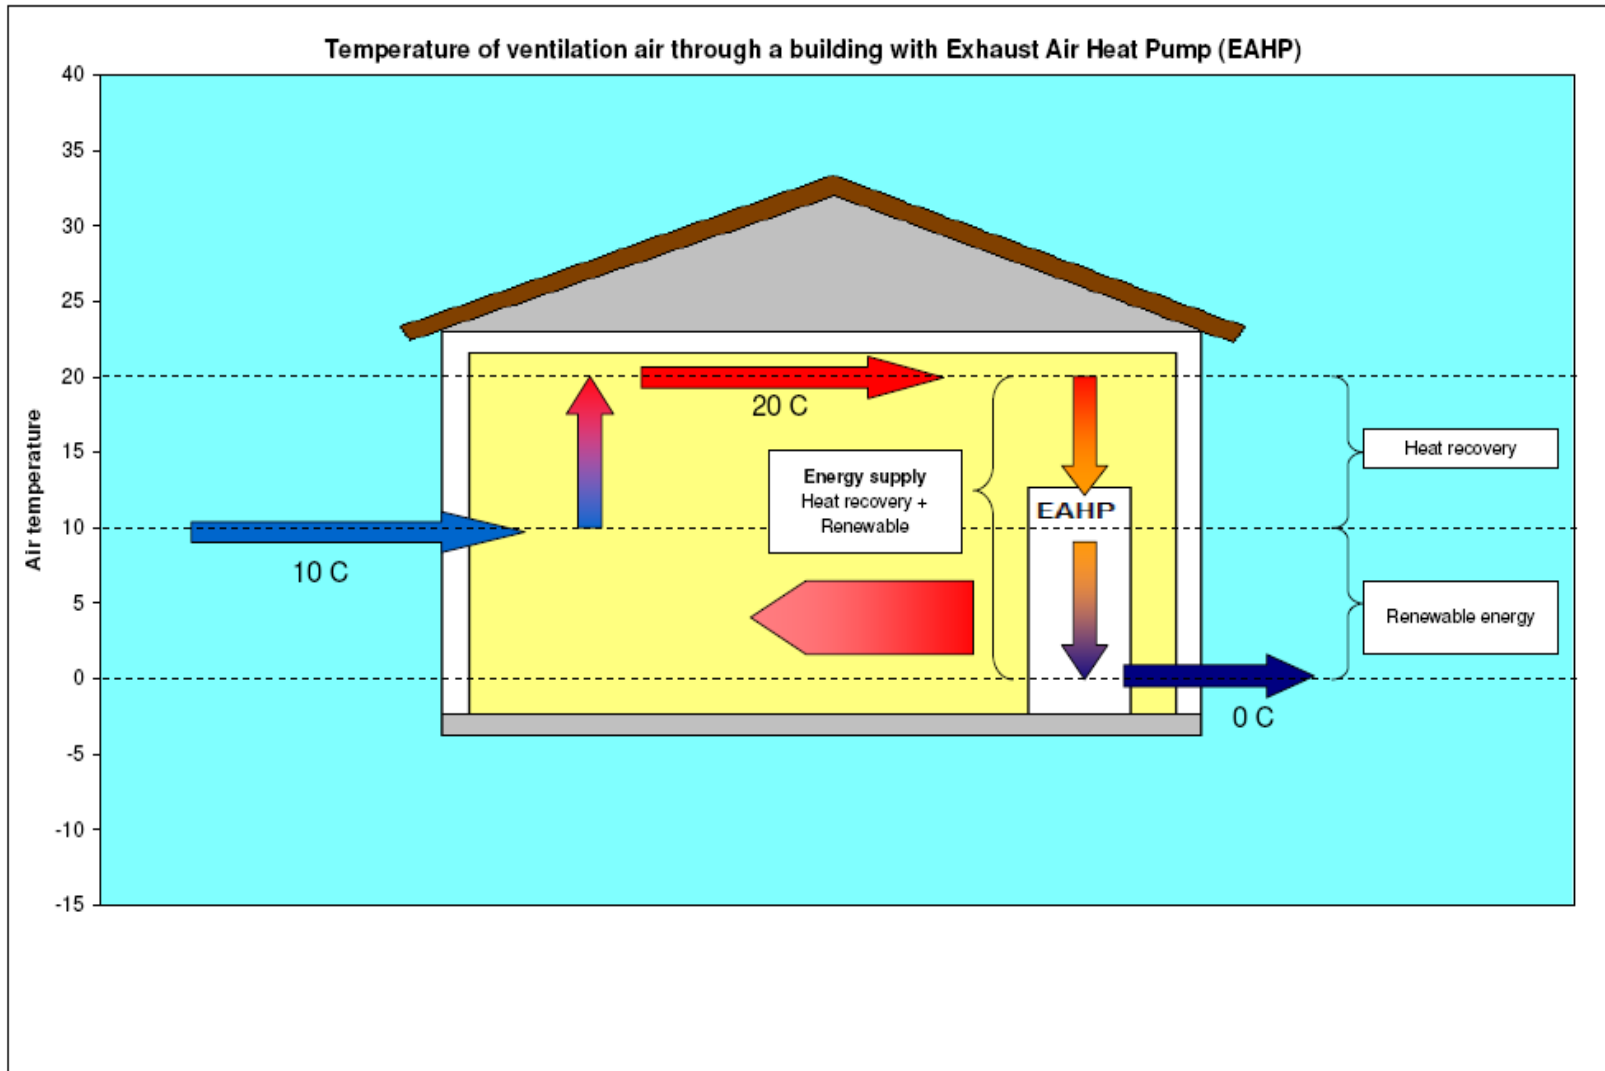 Temperature of ventilation air through a building with Exhaust Air Heat Pump (EAHP)
40
35
30
25
20
15
10
5
0
-5
-10
-15
Air temperature
20 C
10 C
Energy supply
Heat recovery +
Renewable
EAHP
0 C
Heat recovery
Renewable energy